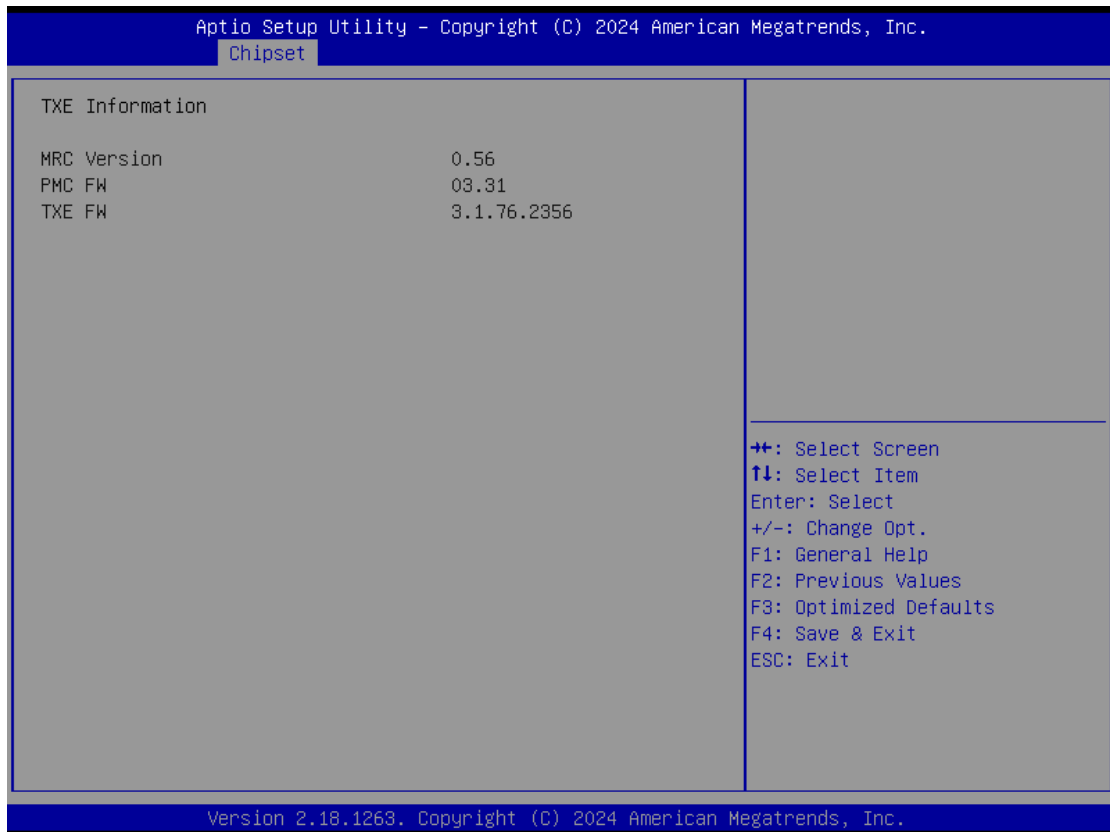 Aptio Setup Utility – Copyright (C) 2024 American Megatrends, Inc.
Chipset
TXE Information
MRC Version 0.56
PMC FW 03.31
TXE FW 3.1.76.2356
→←: Select Screen
↑↓: Select Item
Enter: Select
+/-: Change Opt.
F1: General Help
F2: Previous Values
F3: Optimized Defaults
F4: Save & Exit
ESC: Exit
Version 2.18.1263. Copyright (C) 2024 American Megatrends, Inc.